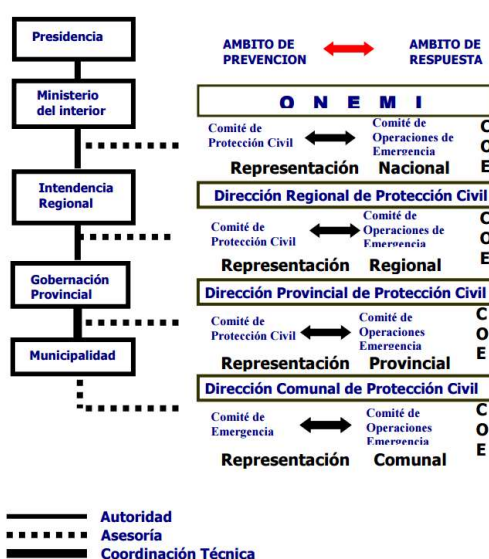 Presidencia
AMBITO DE PREVENCION
AMBITO DE RESPUESTA
Ministerio del interior
O N E M I
Comité de Protección Civil
Comité de Operaciones de Emergencia
C O E
Representación Nacional
Intendencia Regional
Dirección Regional de Protección Civil
Comité de Protección Civil
Comité de Operaciones de Emergencia
C O E
Representación Regional
Gobernación Provincial
Dirección Provincial de Protección Civil
Comité de Protección Civil
Comité de Operaciones Emergencia
C O E
Representación Provincial
Municipalidad
Dirección Comunal de Protección Civil
Comité de Emergencia
Comité de Operaciones Emergencia
C O E
Representación Comunal
Autoridad
Asesoría
Coordinación Técnica